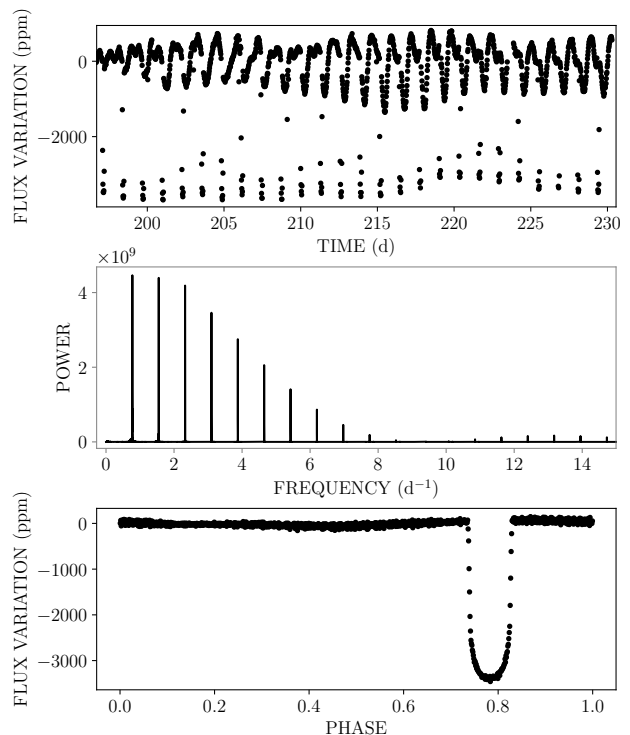 FLUX VARIATION (ppm)
0
−2000
200 205 210 215 220 225 230
TIME (d)
×10⁹
POWER
4
2
0
0 2 4 6 8 10 12 14
FREQUENCY (d⁻¹)
FLUX VARIATION (ppm)
0
−1000
−2000
−3000
0.0 0.2 0.4 0.6 0.8 1.0
PHASE